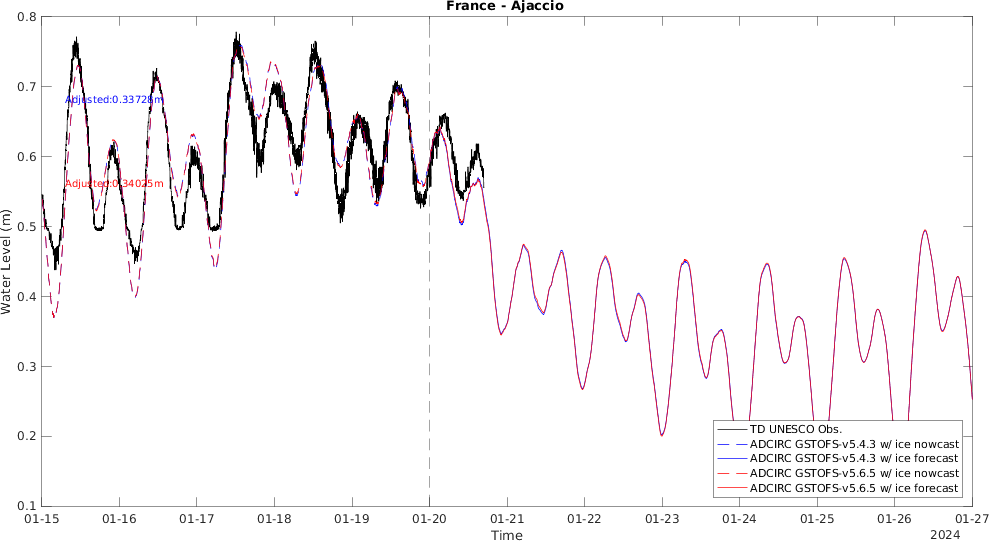 France - Ajaccio
0.8
0.7
0.6
0.5
0.4
0.3
0.2
0.1
Water Level (m)
Adjusted:0.33728m
Adjusted:0.34025m
TD UNESCO Obs.
ADCIRC GSTOFS-v5.4.3 w/ ice nowcast
ADCIRC GSTOFS-v5.4.3 w/ ice forecast
ADCIRC GSTOFS-v5.6.5 w/ ice nowcast
ADCIRC GSTOFS-v5.6.5 w/ ice forecast
01-15 01-16 01-17 01-18 01-19 01-20 01-21 01-22 01-23 01-24 01-25 01-26 01-27
Time
2024